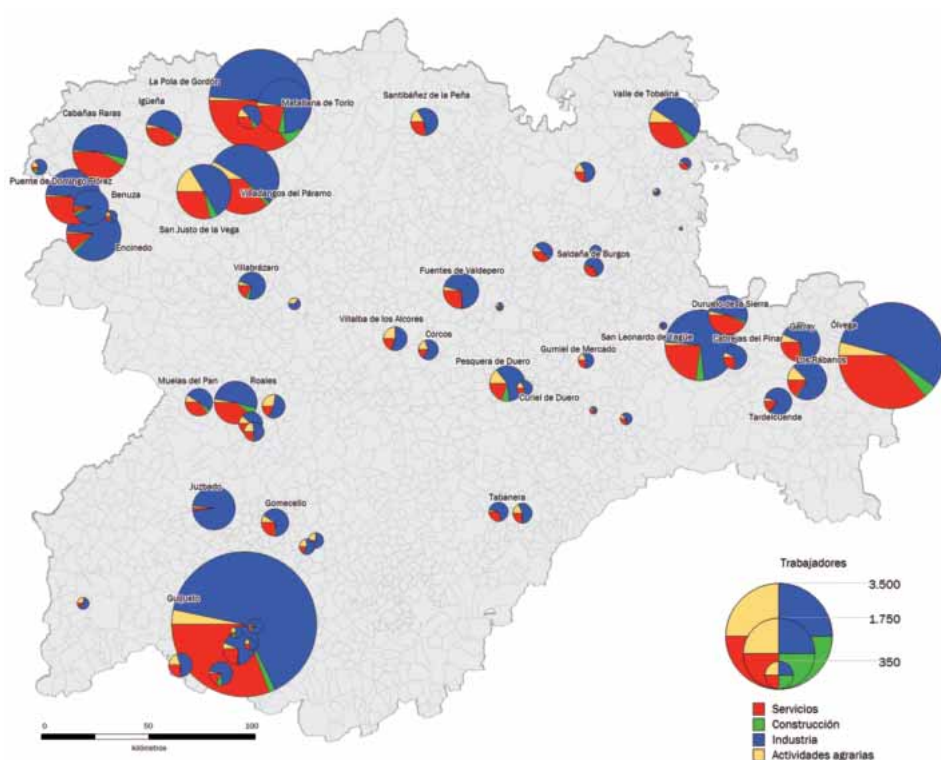 La Pola de Gordón
Matallana de Torío
Igüeña
Cabañas Raras
Santibáñez de la Peña
Valle de Tobalina
Puente de Domingo Flórez
Benuza
Villadangos del Páramo
San Justo de la Vega
Encinedo
Villabrázaro
Fuentes de Valdepero
Saldaña de Burgos
Villalba de los Alcores
Corcos
Duruelo de la Sierra
San Leonardo de Yagüe
Cabrejas del Pinar
Garray
Ólvega
Los Rábanos
Pesquera de Duero
Gumiel de Mercado
Curiel de Duero
Tardelcuende
Muelas del Pan
Roales
Juzbado
Gomecello
Tabanera
Guijuelo
Trabajadores
3.500
1.750
350
Servicios
Construcción
Industria
Actividades agrarias
0 50 100
kilómetros